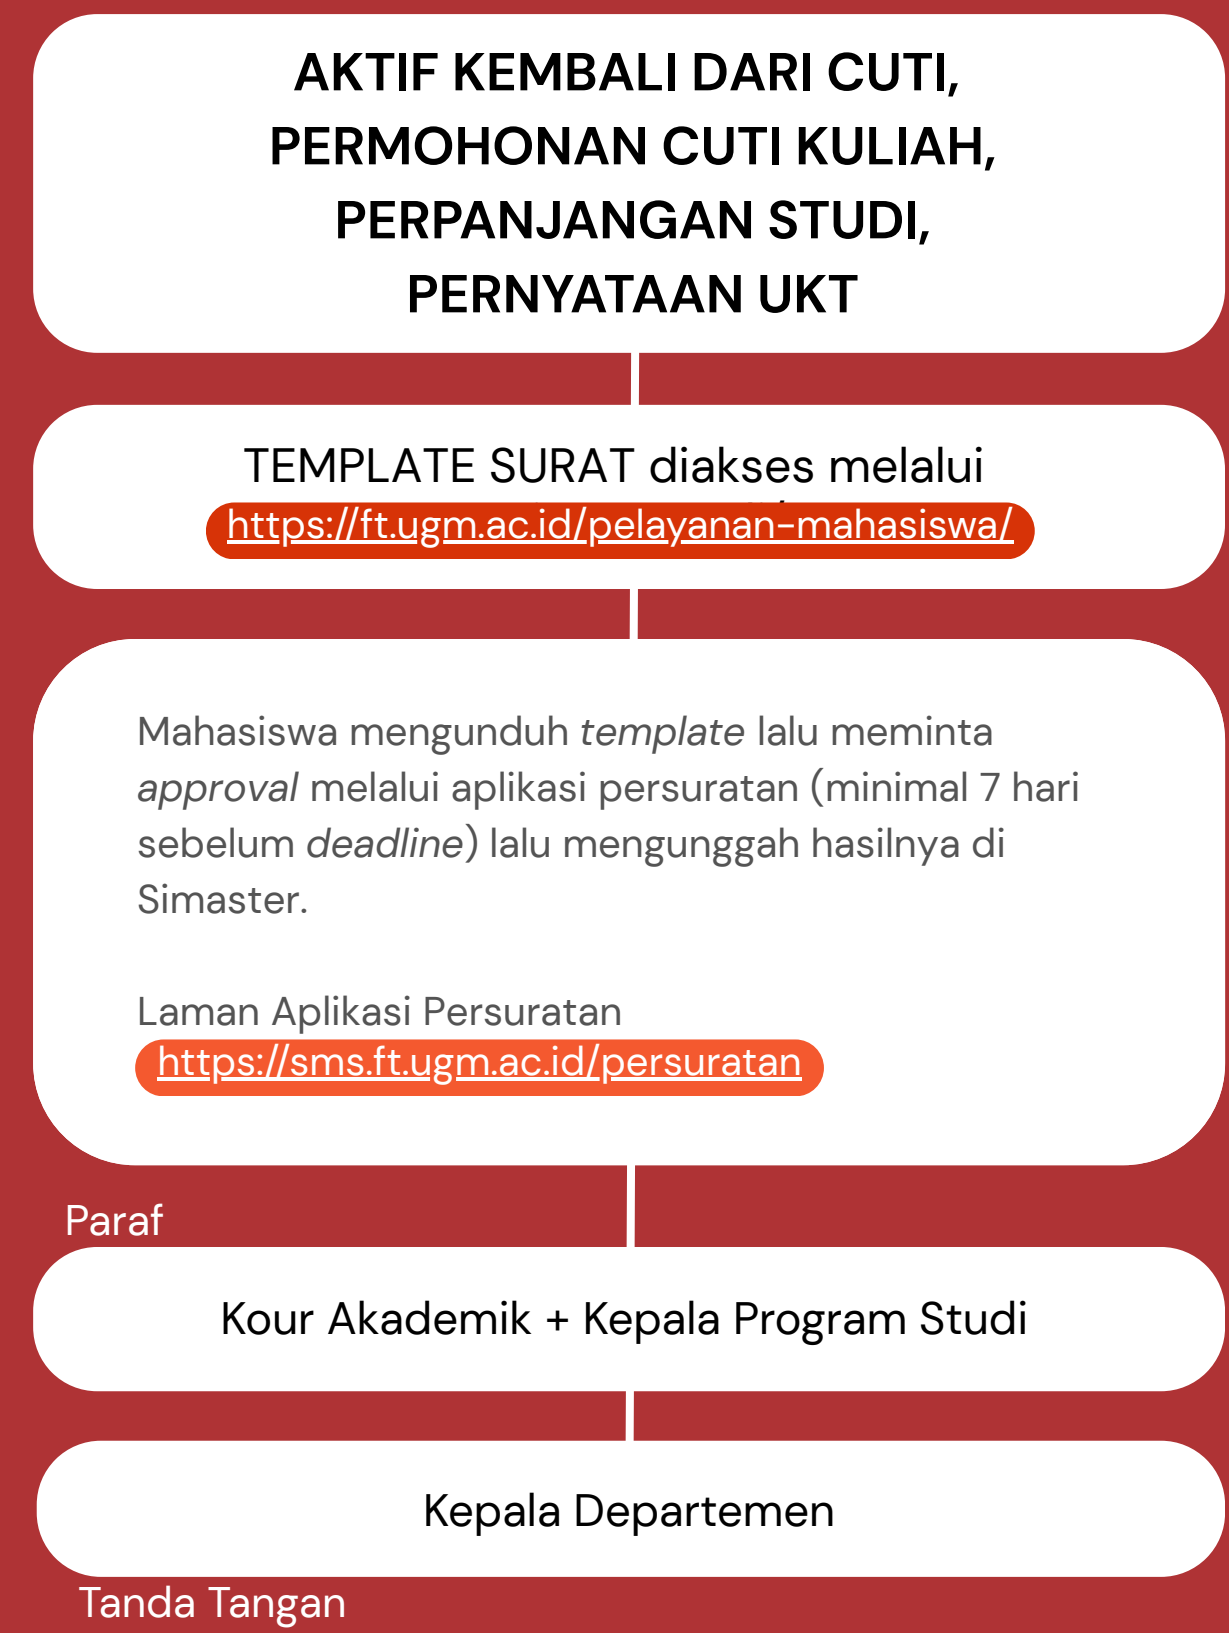 AKTIF KEMBALI DARI CUTI,
PERMOHONAN CUTI KULIAH,
PERPANJANGAN STUDI,
PERNYATAAN UKT
TEMPLATE SURAT diakses melalui
https://ft.ugm.ac.id/pelayanan-mahasiswa/
Mahasiswa mengunduh template lalu meminta
approval melalui aplikasi persuratan (minimal 7 hari
sebelum deadline) lalu mengunggah hasilnya di
Simaster.
Laman Aplikasi Persuratan
https://sms.ft.ugm.ac.id/persuratan
Paraf
Kour Akademik + Kepala Program Studi
Kepala Departemen
Tanda Tangan